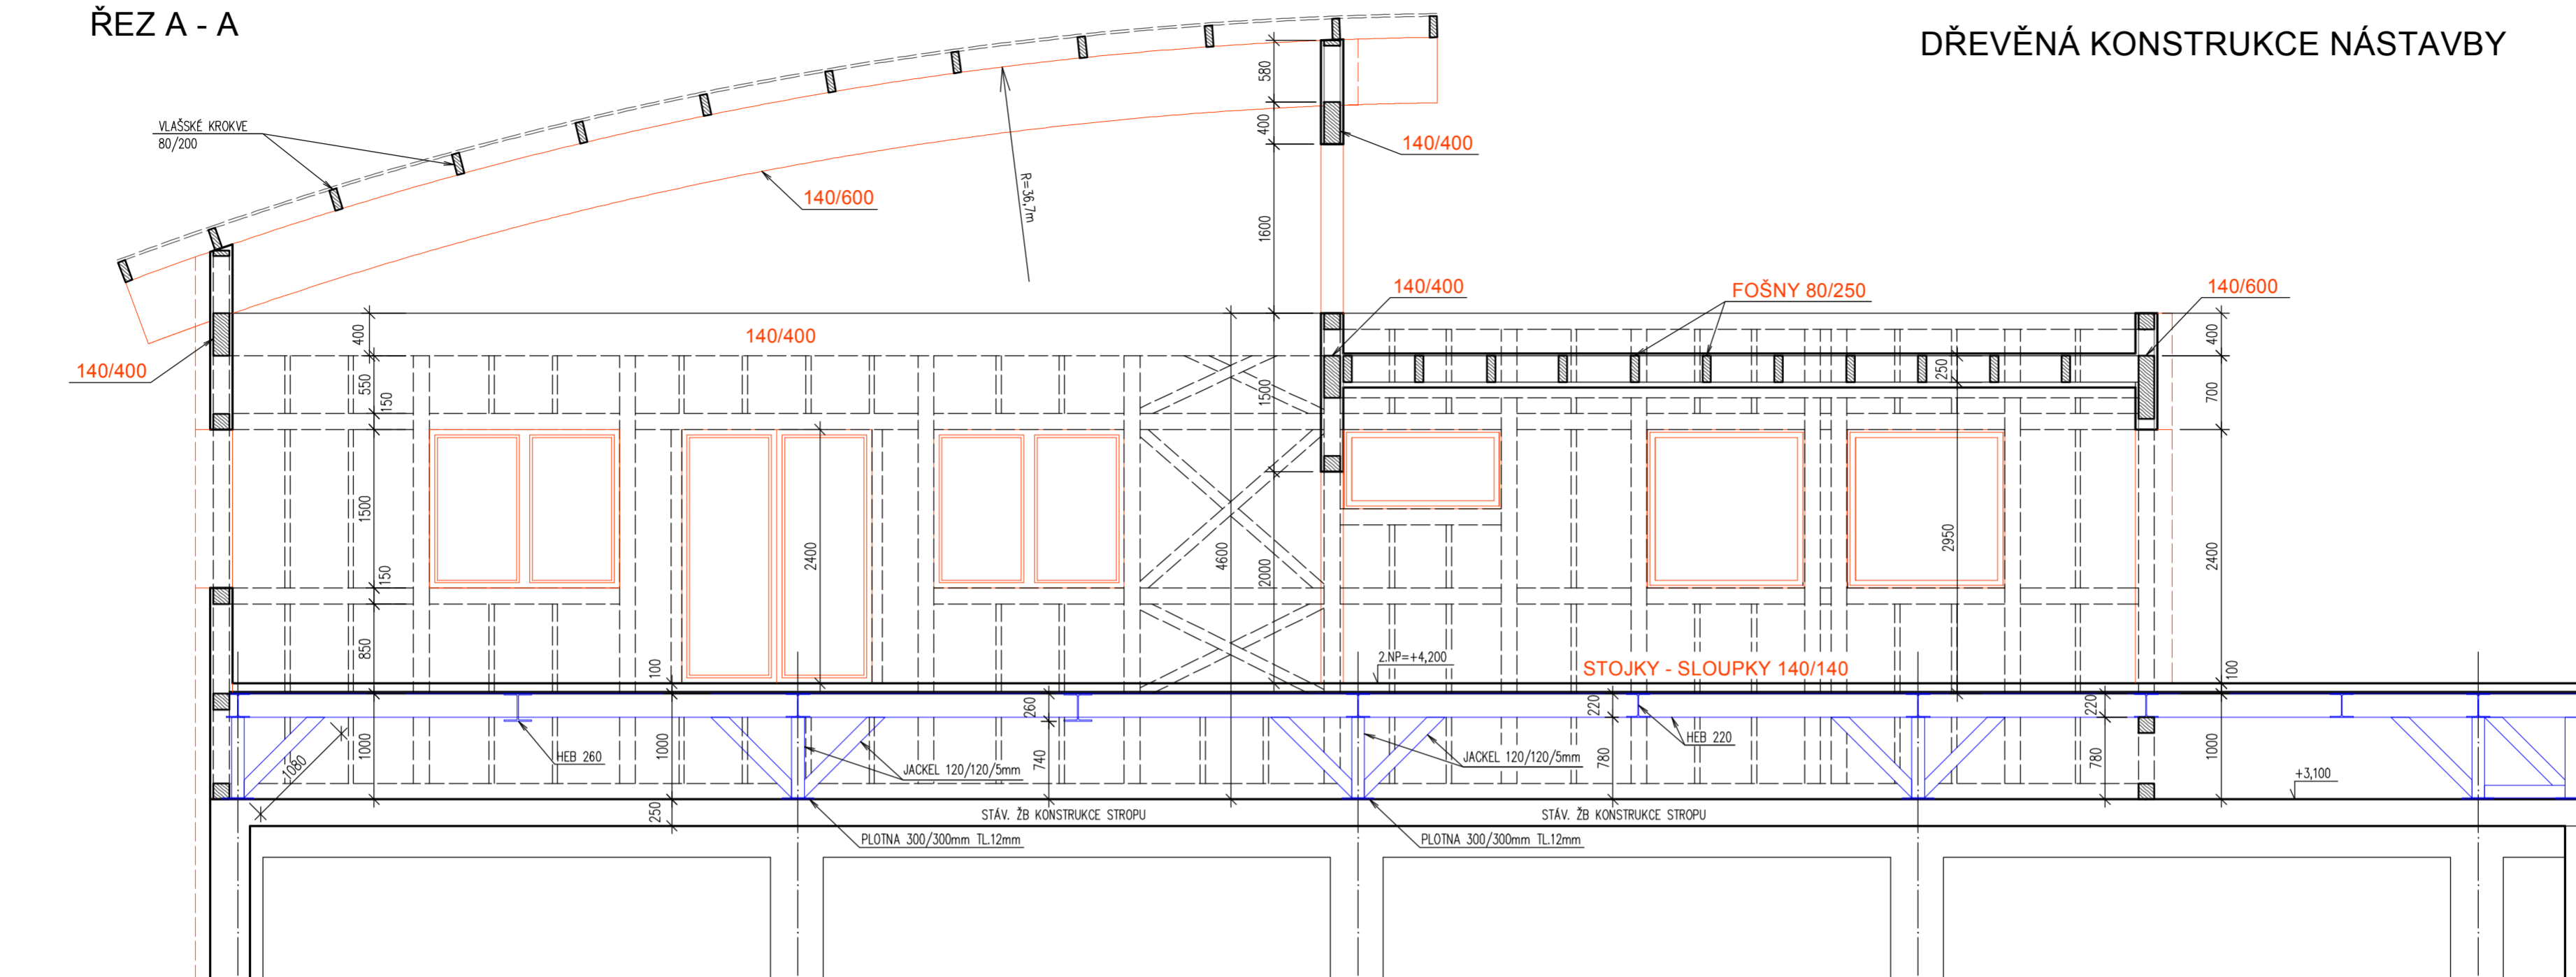 ŘEZ A - A
DŘEVĚNÁ KONSTRUKCE NÁSTAVBY
VLAŠSKÉ KROKVE
80/200
580
400
140/400
R=36,7m
140/600
1600
140/400
FOŠNY 80/250
140/600
140/400
400
140/400
400
550
150
1500
250
700
1500
2400
4600
2000
2950
2400
150
850
100
2.NP=+4,200
STOJKY - SLOUPKY 140/140
100
260
220
220
1080
1000
HEB 260
1000
JACKEL 120/120/5mm
740
JACKEL 120/120/5mm
780
HEB 220
780
1000
+3,100
250
STÁV. ŽB KONSTRUKCE STROPU
STÁV. ŽB KONSTRUKCE STROPU
PLOTNA 300/300mm TL.12mm
PLOTNA 300/300mm TL.12mm